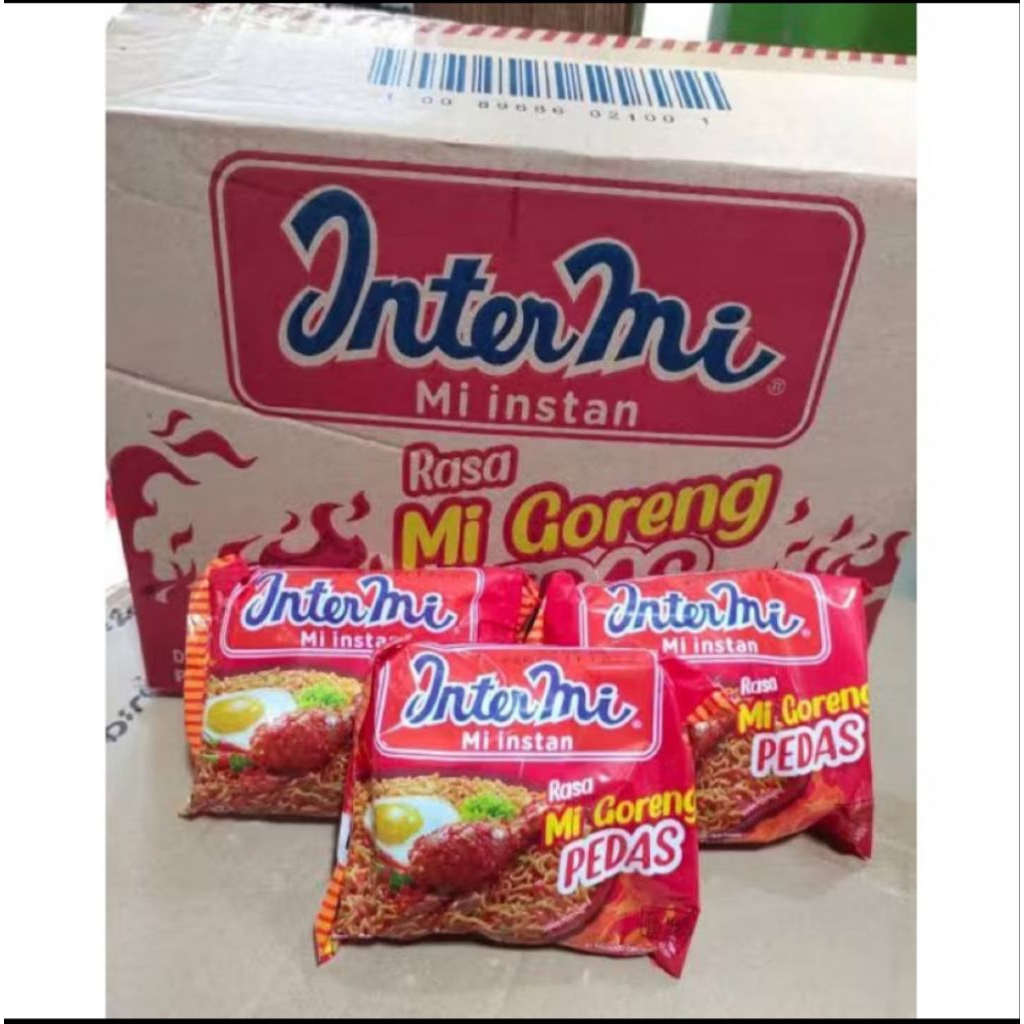 1 00 89686 02100 1
InterMi®
Mi instan
Rasa
Mi Goreng
InterMi
Mi
InterMi®
Mi instan
Rasa
Mi Goreng
PEDAS
InterMi®
Mi instan
Rasa
Mi Goreng
PEDAS